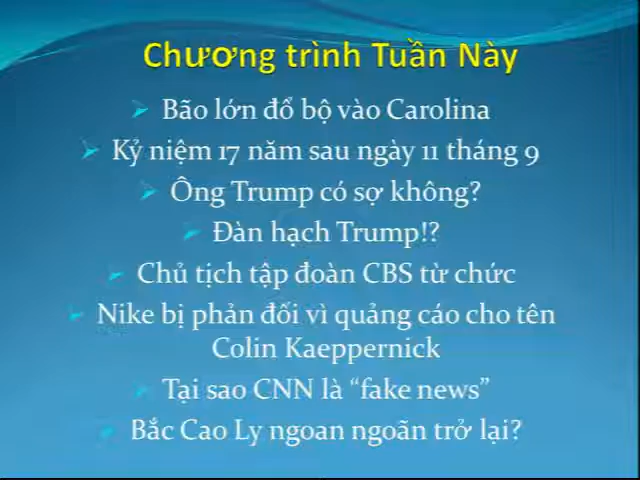 Chương trình Tuần Này
Bão lớn đổ bộ vào Carolina
Kỷ niệm 17 năm sau ngày 11 tháng 9
Ông Trump có sợ không?
Đàn hạch Trump!?
Chủ tịch tập đoàn CBS từ chức
Nike bị phản đối vì quảng cáo cho tên
Colin Kaeppernick
Tại sao CNN là “fake news”
Bắc Cao Ly ngoan ngoãn trở lại?